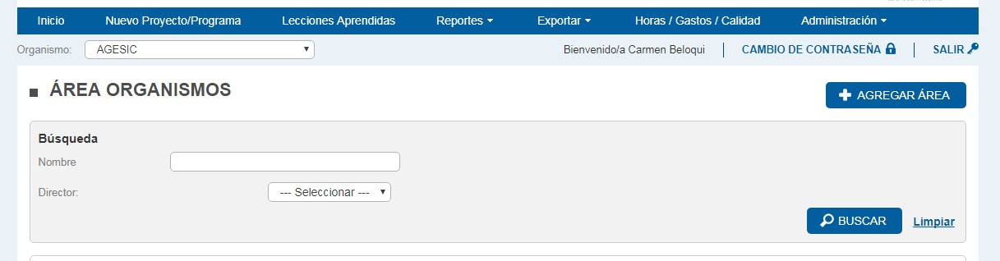 Inicio Nuevo Proyecto/Programa Lecciones Aprendidas Reportes Exportar Horas / Gastos / Calidad Administración
Organismo: AGESIC Bienvenido/a Carmen Beloqui CAMBIO DE CONTRASEÑA SALIR
ÁREA ORGANISMOS
AGREGAR ÁREA
Búsqueda
Nombre
Director: --- Seleccionar ---
BUSCAR Limpiar